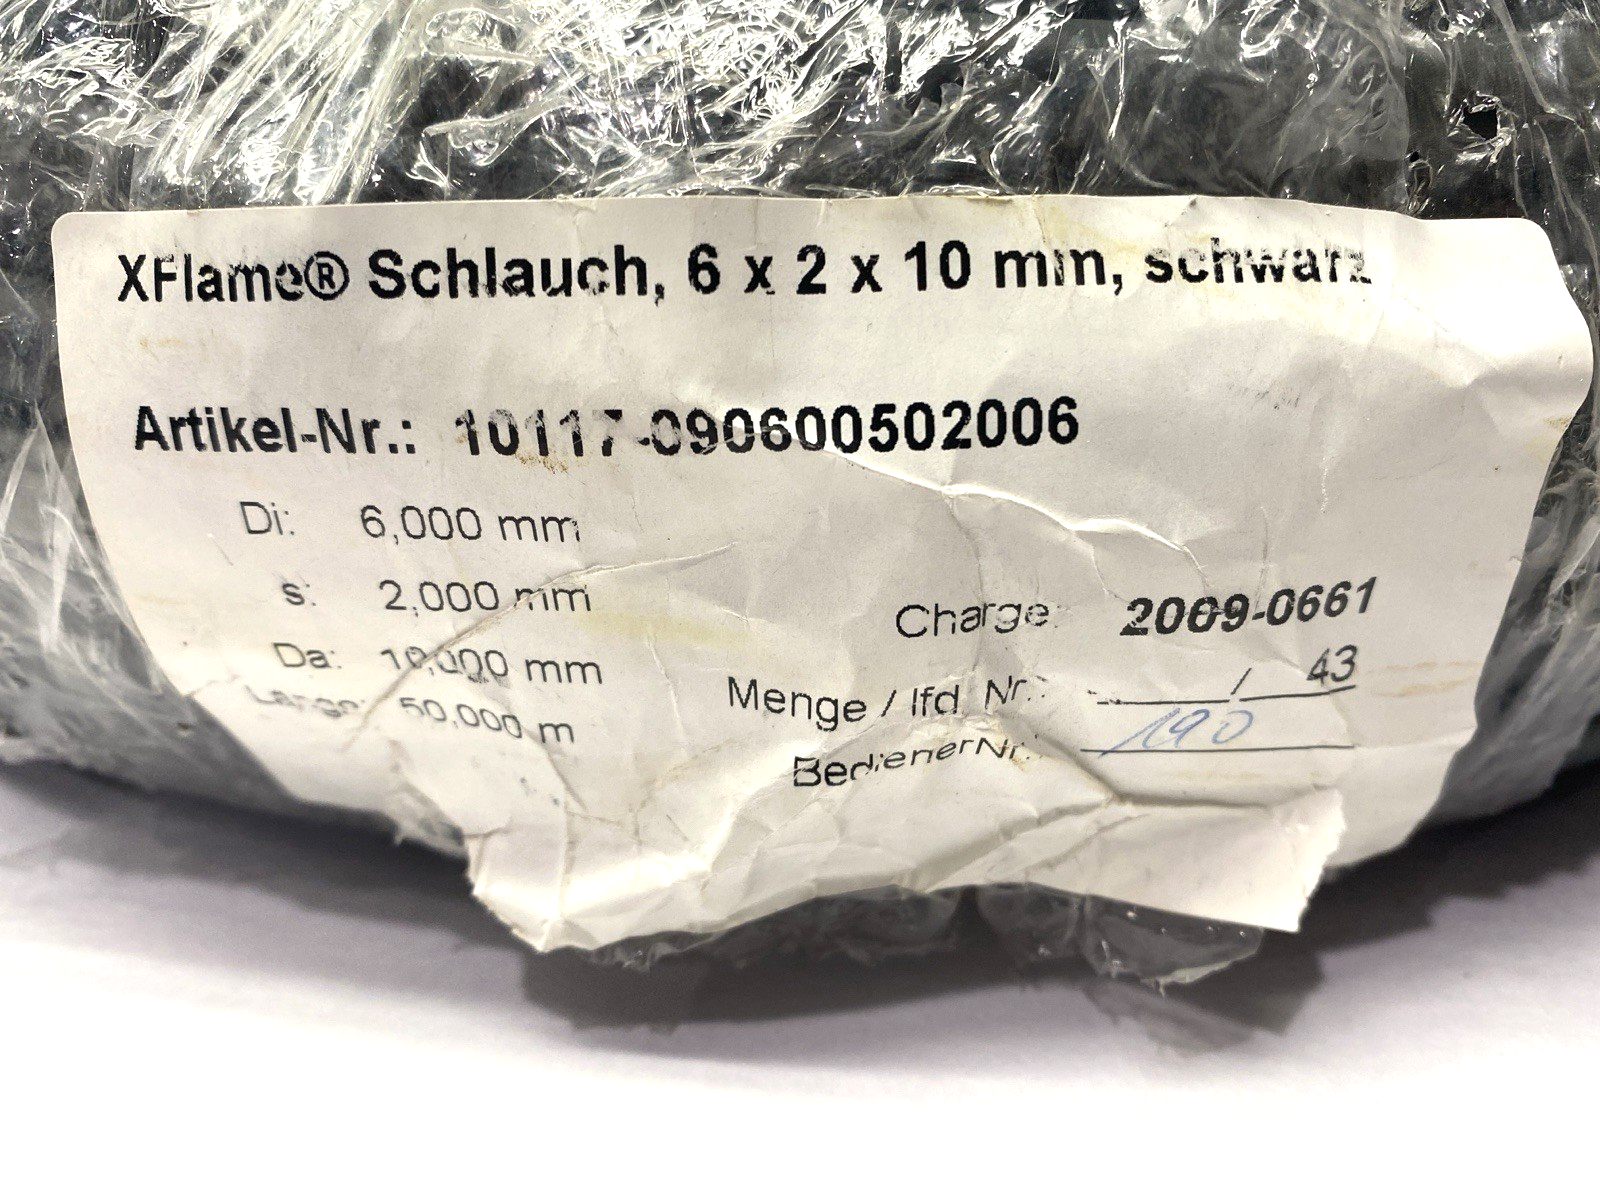 XFlame® Schlauch, 6 x 2 x 10 mm, schwarz
Artikel-Nr.: 10117-090600502006
Di: 6,000 mm
s: 2,000 mm
Da: 10,000 mm
Länge: 50,000 m
Charge: 2009-0661
Menge / lfd. Nr.: / 43
BedienerNr.: 190